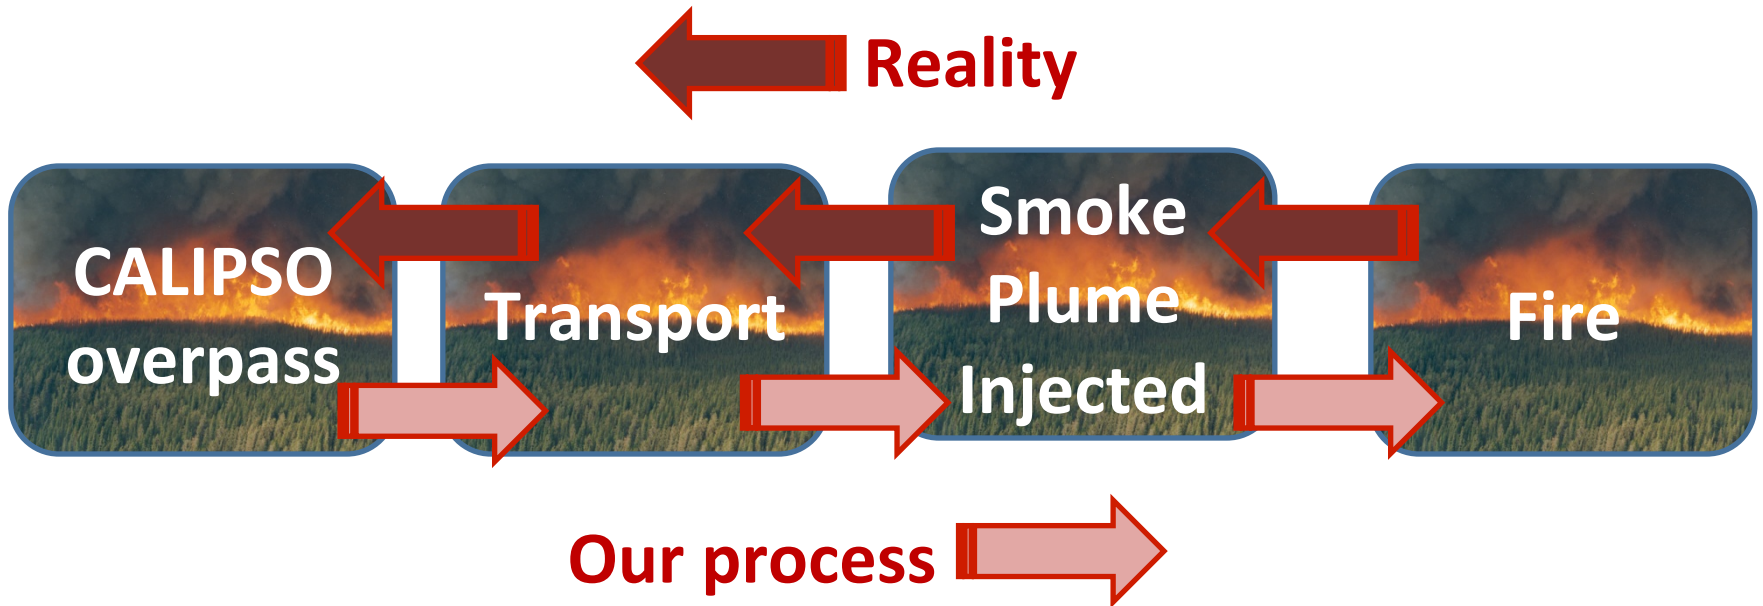 Reality
CALIPSO
overpass
Transport
Smoke
Plume
Injected
Fire
Our process